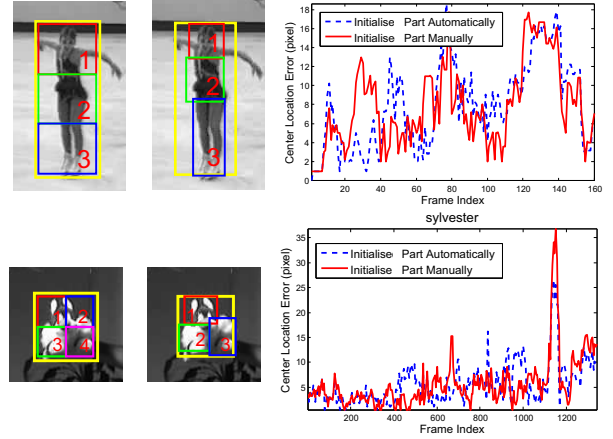 1
2
3
1
2
3
Initialise Part Automatically
Initialise Part Manually
Center Location Error (pixel)
18
16
14
12
10
8
6
4
2
0
20 40 60 80 100 120 140 160
Frame Index
1 2
3 4
1
2 3
sylvester
Initialise Part Automatically
Initialise Part Manually
Center Location Error (pixel)
35
30
25
20
15
10
5
200 400 600 800 1000 1200
Frame Index